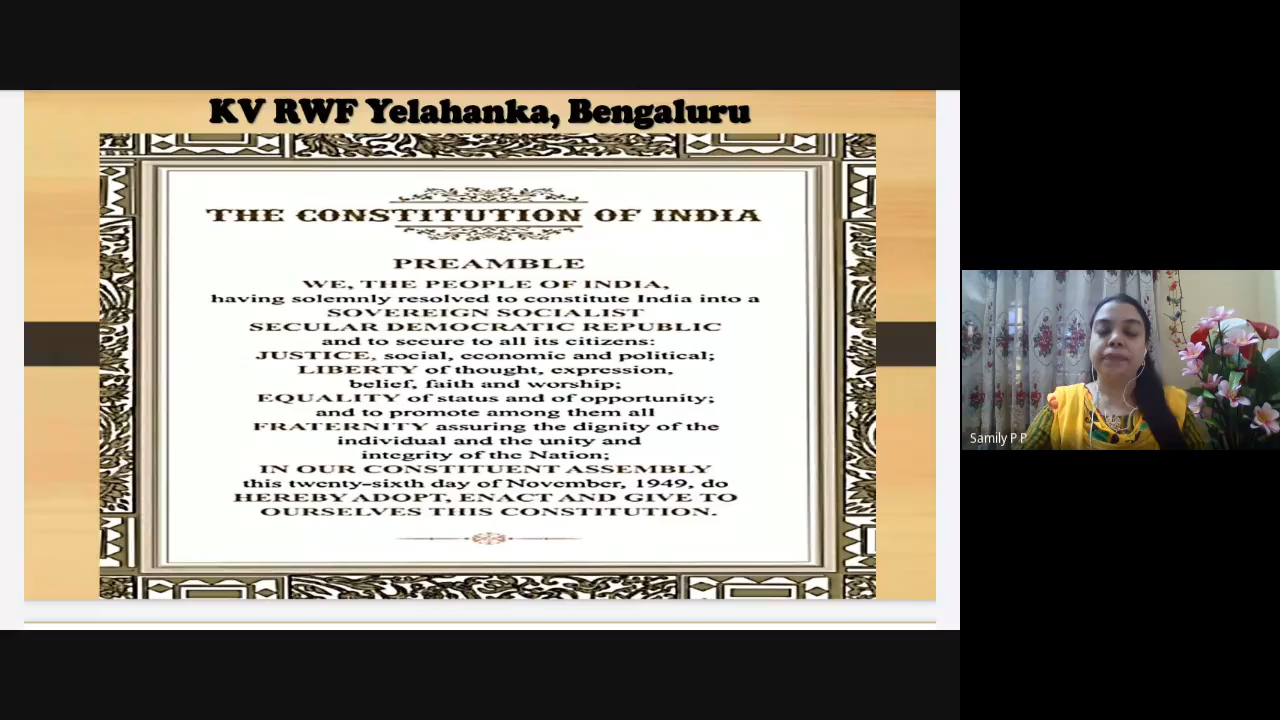 KV RWF Yelahanka, Bengaluru
THE CONSTITUTION OF INDIA
PREAMBLE
WE, THE PEOPLE OF INDIA,
having solemnly resolved to constitute India into a
SOVEREIGN SOCIALIST
SECULAR DEMOCRATIC REPUBLIC
and to secure to all its citizens:
JUSTICE, social, economic and political;
LIBERTY of thought, expression,
belief, faith and worship;
EQUALITY of status and of opportunity;
and to promote among them all
FRATERNITY assuring the dignity of the
individual and the unity and
integrity of the Nation;
IN OUR CONSTITUENT ASSEMBLY
this twenty-sixth day of November, 1949, do
HEREBY ADOPT, ENACT AND GIVE TO
OURSELVES THIS CONSTITUTION.
Samily P P